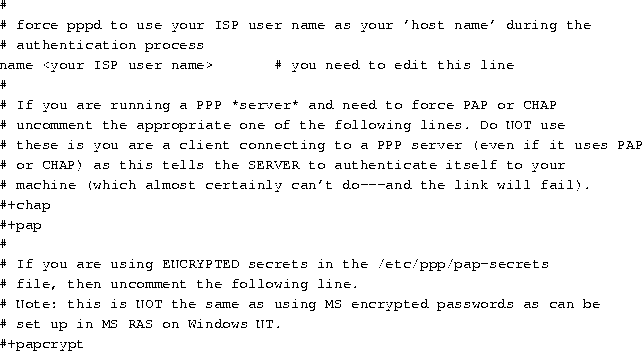 #
# force pppd to use your ISP user name as your 'host name' during the
# authentication process
name <your ISP user name> # you need to edit this line
#
# If you are running a PPP *server* and need to force PAP or CHAP
# uncomment the appropriate one of the following lines. Do NOT use
# these is you are a client connecting to a PPP server (even if it uses PAP
# or CHAP) as this tells the SERVER to authenticate itself to your
# machine (which almost certainly can't do---and the link will fail).
#+chap
#+pap
#
# If you are using ENCRYPTED secrets in the /etc/ppp/pap-secrets
# file, then uncomment the following line.
# Note: this is NOT the same as using MS encrypted passwords as can be
# set up in MS RAS on Windows NT.
#+papcrypt